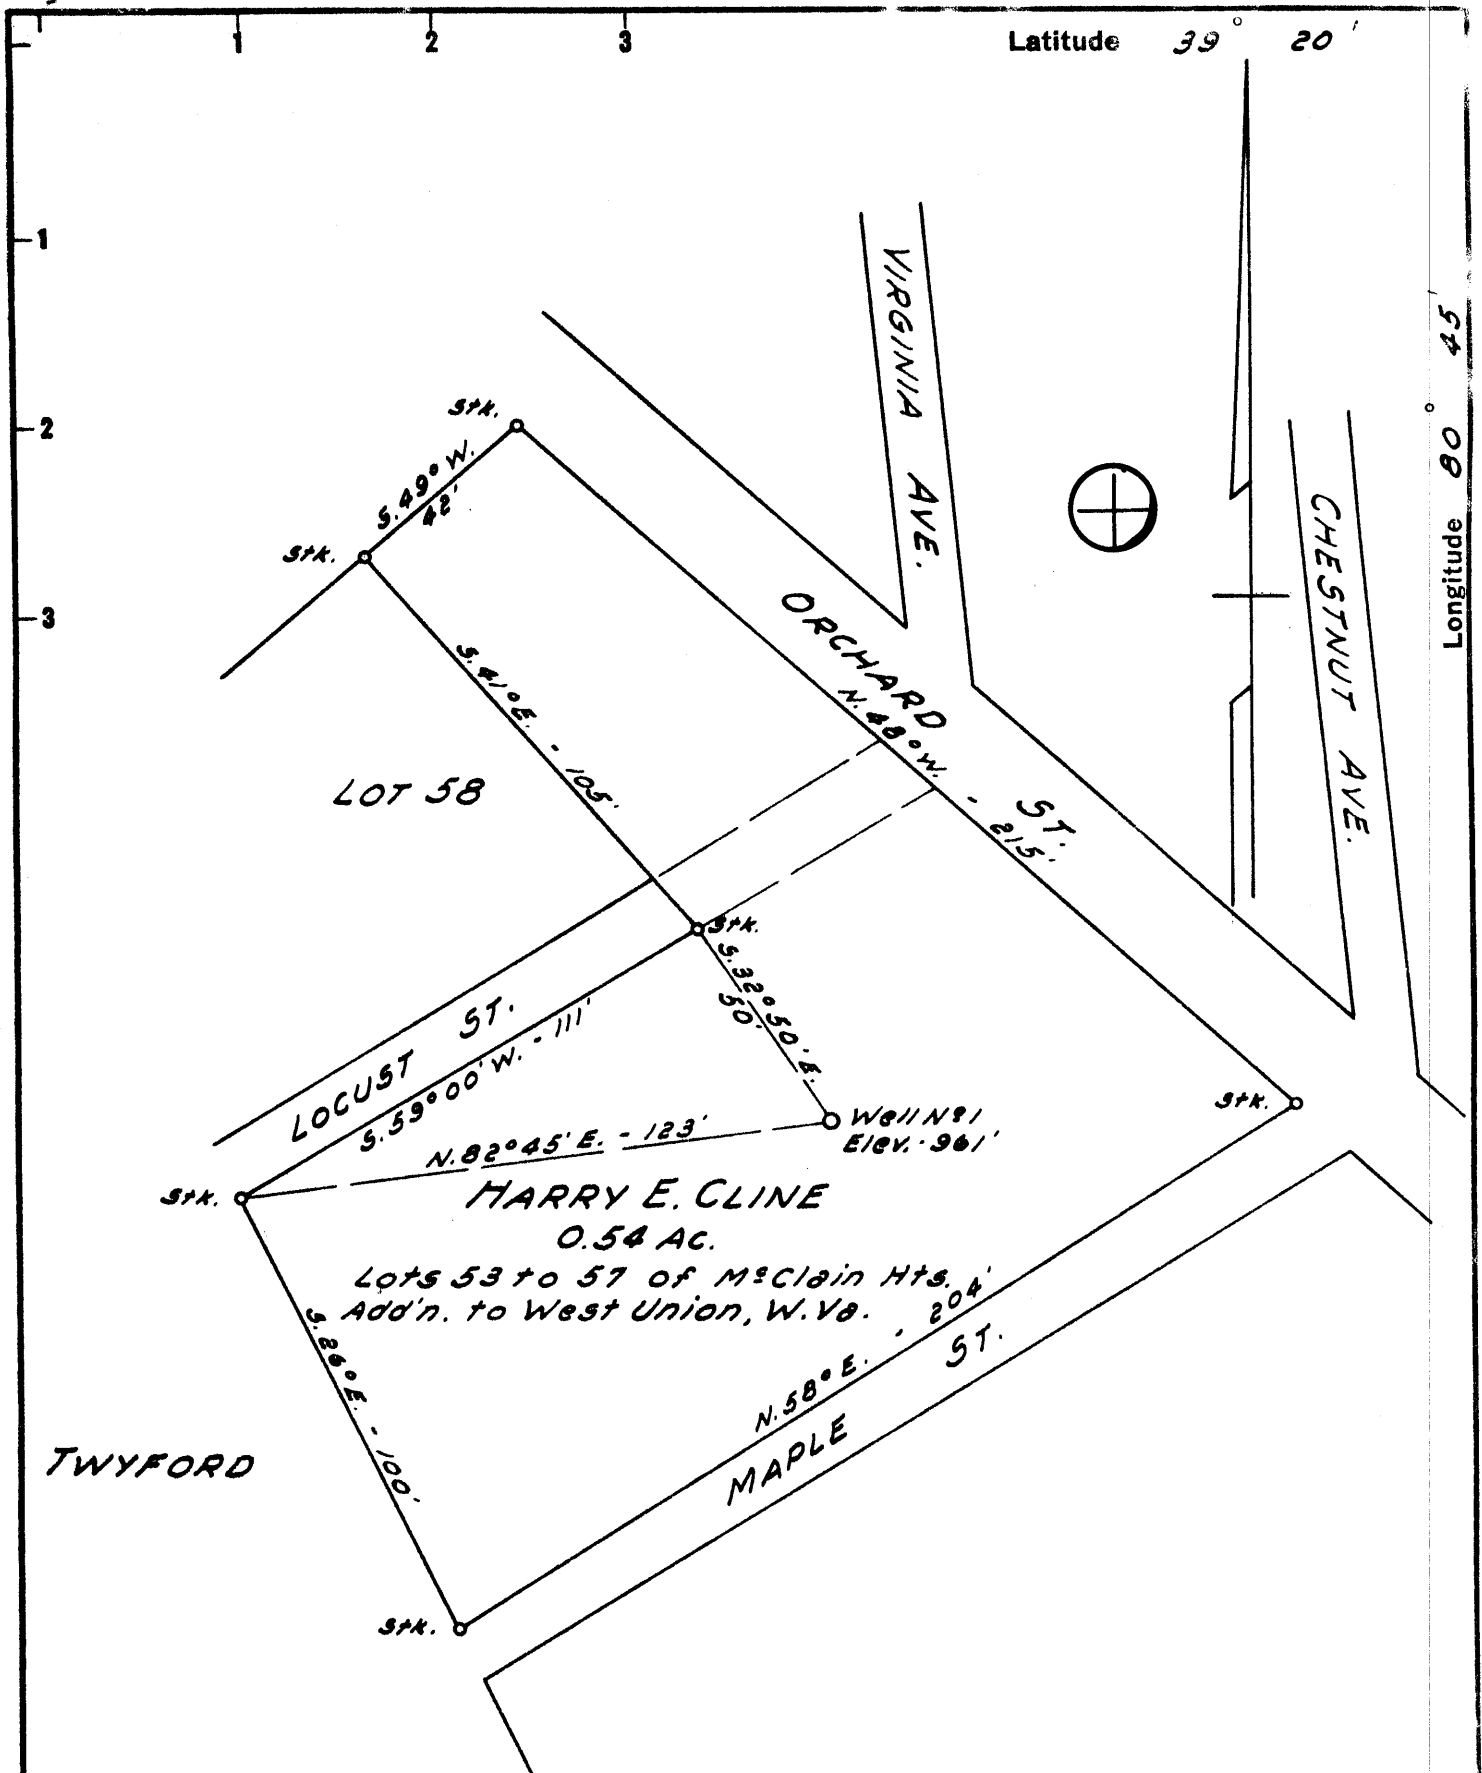 1
2
3
Latitude 39° 20'
1
2
3
Longitude 80° 45'
VIRGINIA AVE.
CHESTNUT AVE.
Stk.
S. 49° W.
42'
Stk.
ORCHARD ST.
N. 48° W. - 215'
S. 41° E. - 105'
LOT 58
Stk.
S. 32° 50' E.
50'
LOCUST ST.
S. 59° 00' W. - 111'
Stk.
Well Nº 1
Elev. - 961'
N. 82° 45' E. - 123'
Stk.
HARRY E. CLINE
0.54 Ac.
Lots 53 to 57 of McClain Hts.
Add'n. to West Union, W. Va.
S. 26° E. - 100'
N. 58° E. - 204'
MAPLE ST.
TWYFORD
Stk.